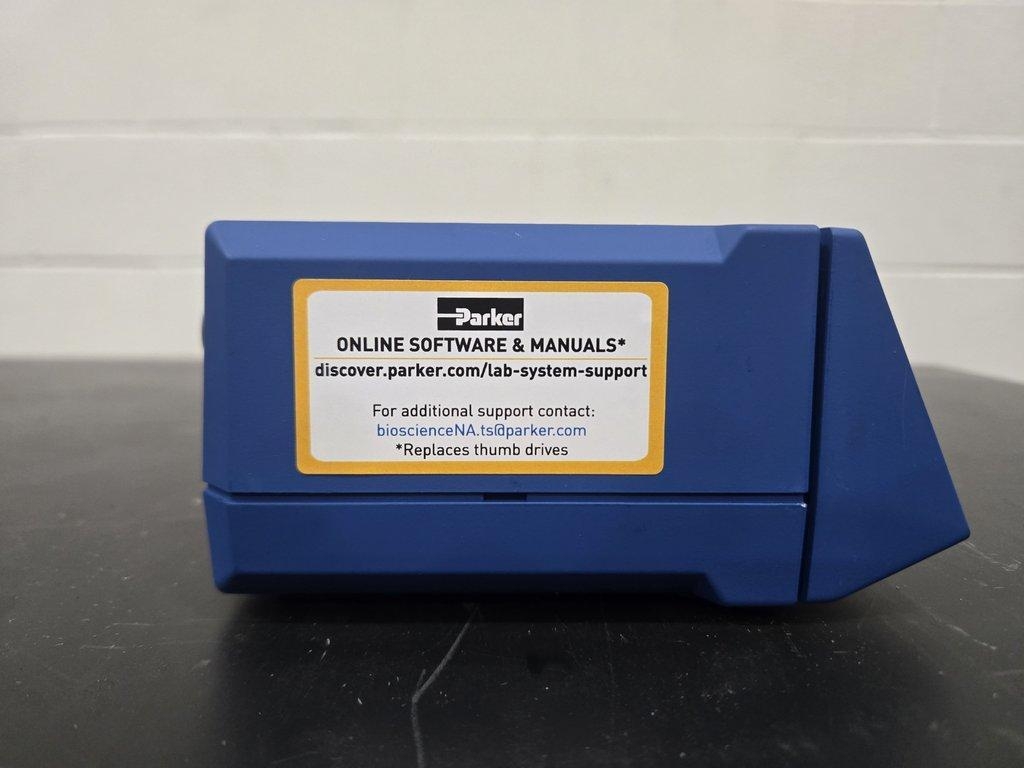 Parker
ONLINE SOFTWARE & MANUALS*
discover.parker.com/lab-system-support
For additional support contact:
bioscienceNA.ts@parker.com
*Replaces thumb drives